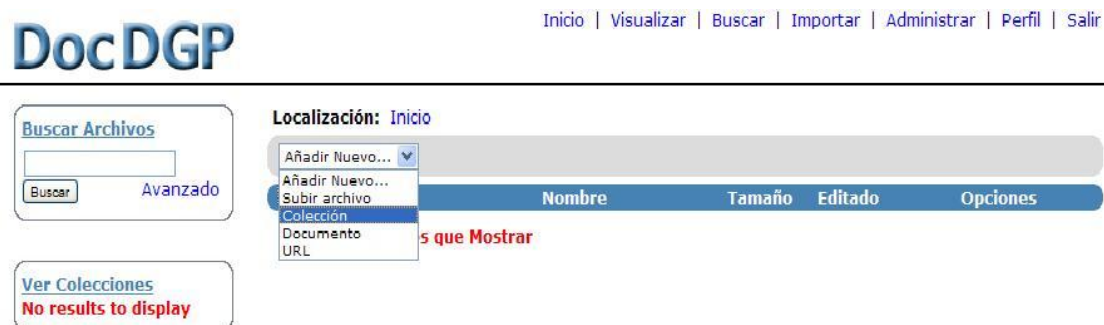 DocDGP
Inicio | Visualizar | Buscar | Importar | Administrar | Perfil | Salir
Buscar Archivos
Buscar
Avanzado
Ver Colecciones
No results to display
Localización: Inicio
Añadir Nuevo...
Añadir Nuevo...
Subir archivo
Colección
Documento
URL
Nombre Tamaño Editado Opciones
s que Mostrar